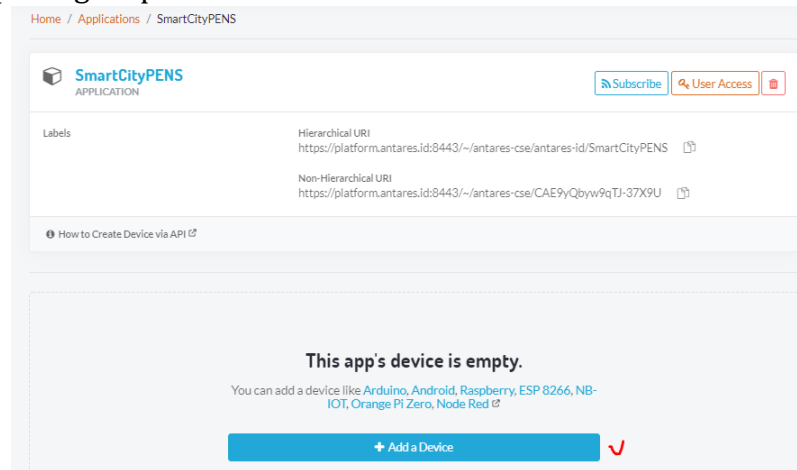 Home / Applications / SmartCityPENS
SmartCityPENS
APPLICATION
Subscribe
User Access
Labels
Hierarchical URI
https://platform.antares.id:8443/~/antares-cse/antares-id/SmartCityPENS
Non-Hierarchical URI
https://platform.antares.id:8443/~/antares-cse/CAE9yQbyw9qTJ-37X9U
How to Create Device via API
This app's device is empty.
You can add a device like Arduino, Android, Raspberry, ESP 8266, NB-
IOT, Orange Pi Zero, Node Red
+ Add a Device